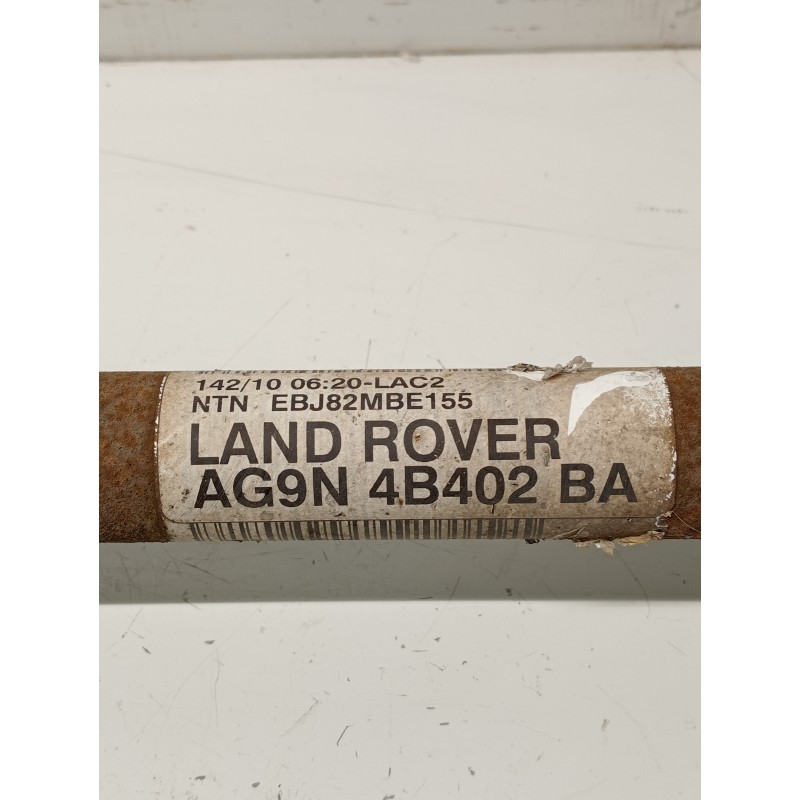 142/10 06:20-LAC2
NTN EBJ82MBE155
LAND ROVER
AG9N 4B402 BA